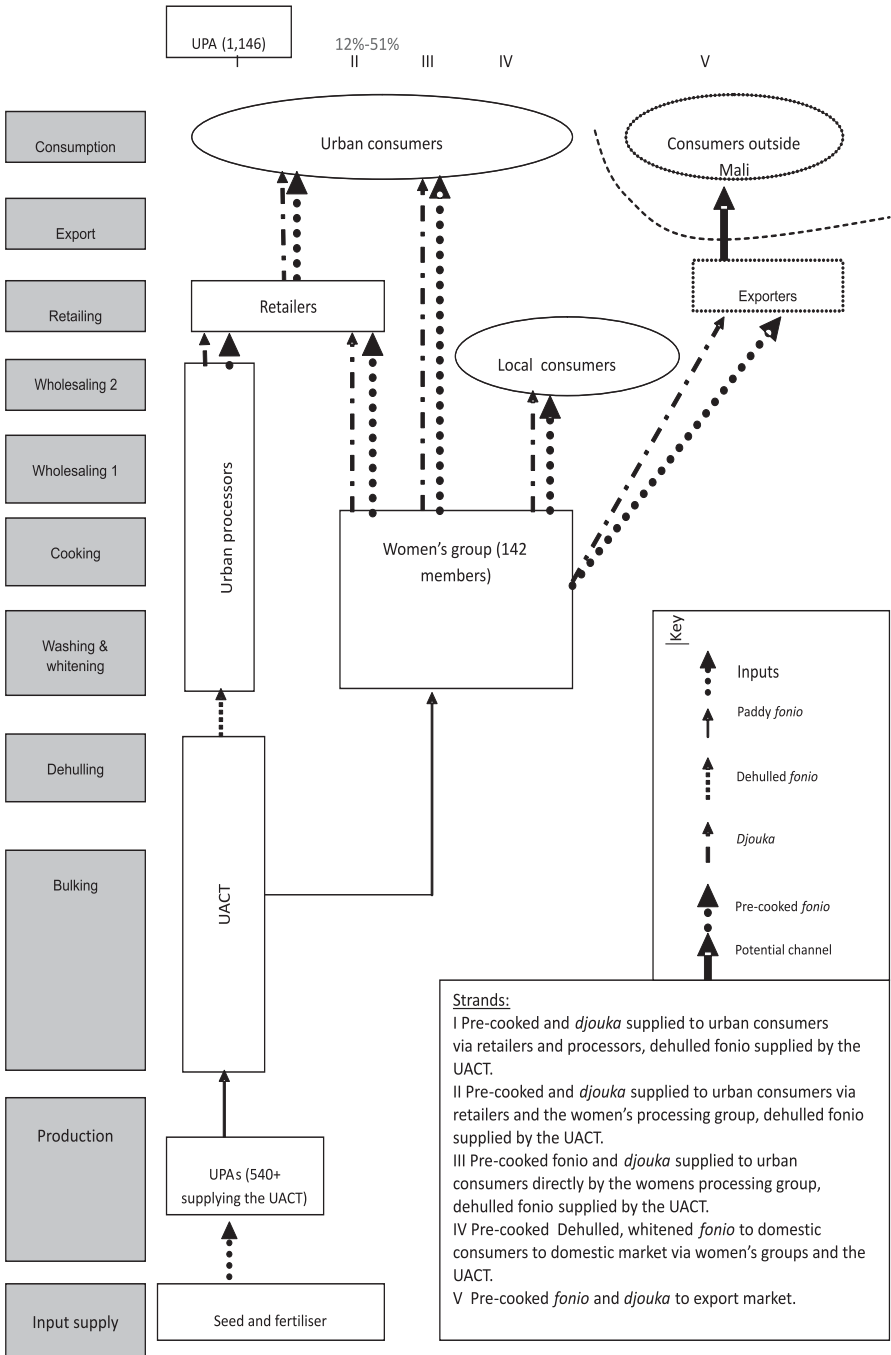 UPA (1,146)
12%-51%
I
II
III
IV
V
Consumption
Urban consumers
Consumers outside
Mali
Export
Retailing
Retailers
Exporters
Wholesaling 2
Local consumers
Wholesaling 1
Urban processors
Cooking
Women’s group (142
members)
Washing &
whitening
Dehulling
Bulking
UACT
Production
UPAs (540+
supplying the UACT)
Input supply
Seed and fertiliser
Key
Inputs
Paddy fonio
Dehulled fonio
Djouka
Pre-cooked fonio
Potential channel
Strands:
I Pre-cooked and djouka supplied to urban consumers
via retailers and processors, dehulled fonio supplied by the
UACT.
II Pre-cooked and djouka supplied to urban consumers via
retailers and the women’s processing group, dehulled fonio
supplied by the UACT.
III Pre-cooked fonio and djouka supplied to urban
consumers directly by the womens processing group,
dehulled fonio supplied by the UACT.
IV Pre-cooked Dehulled, whitened fonio to domestic
consumers to domestic market via women’s groups and the
UACT.
V Pre-cooked fonio and djouka to export market.